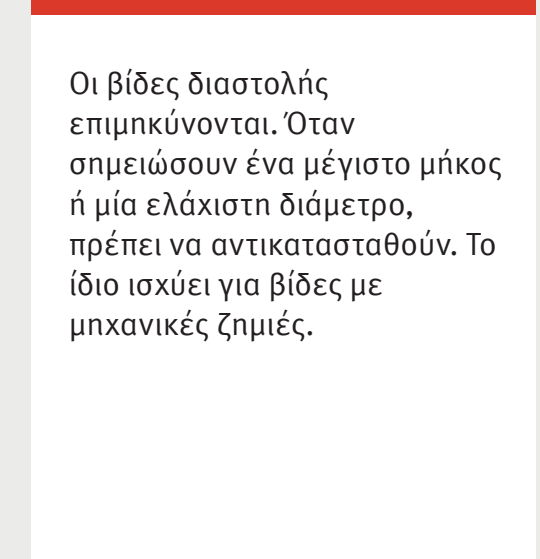 Οι βίδες διαστολής
επιμηκύνονται. Όταν
σημειώσουν ένα μέγιστο μήκος
ή μία ελάχιστη διάμετρο,
πρέπει να αντικατασταθούν. Το
ίδιο ισχύει για βίδες με
μηχανικές ζημιές.